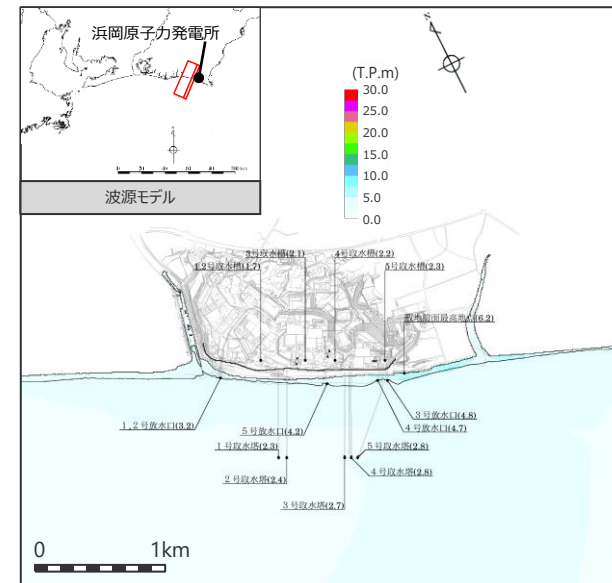 浜岡原子力発電所
波源モデル
N
(T.P.m)
30.0
25.0
20.0
15.0
10.0
5.0
0.0
3号取水槽(2.1)
4号取水槽(2.2)
1,2号取水槽(1.7)
5号取水槽(2.3)
敷地前面最高地点(6.2)
1,2号放水口(3.2)
5号放水口(4.2)
3号放水口(4.8)
4号放水口(4.7)
1号取水塔(2.3)
5号取水塔(2.8)
2号取水塔(2.4)
4号取水塔(2.8)
3号取水塔(2.7)
0 1km